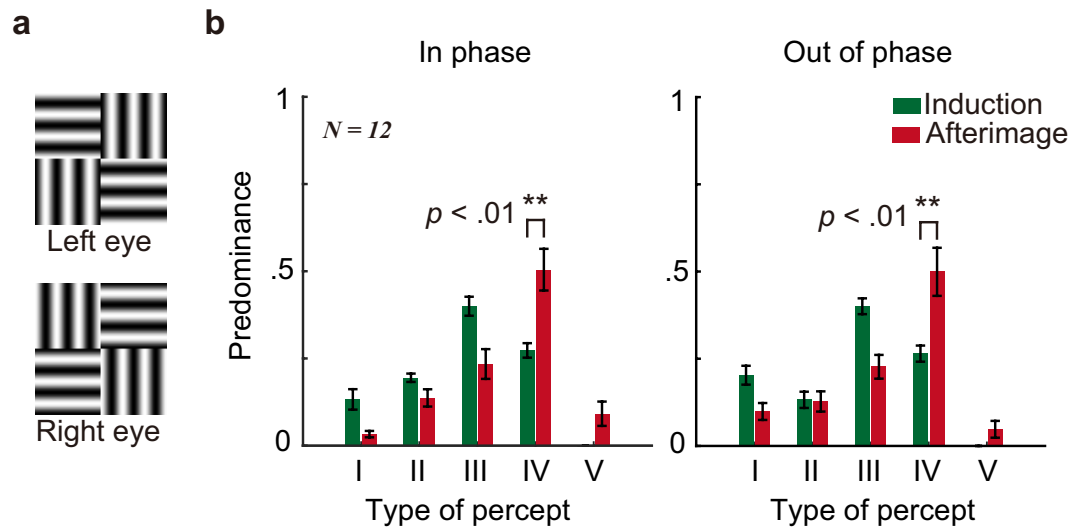 a
Left eye
Right eye
b
In phase
Out of phase
Induction
Afterimage
Predominance
1
.5
0
N = 12
p < .01 **
I II III IV V
Type of percept
1
.5
0
p < .01 **
I II III IV V
Type of percept